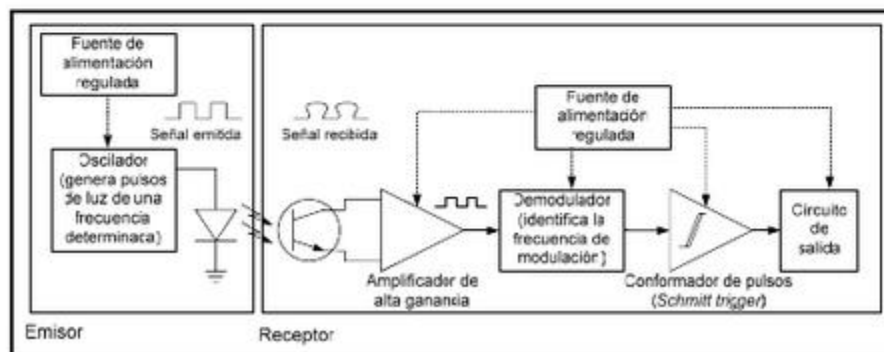 Fuente de
alimentación
regulada
Señal emitida
Oscilador
(genera pulsos
de luz de una
frecuencia
determinaca)
Emisor
Señal recibida
Fuente de
alimentación
regulada
Amplificador de
alta ganancia
Demodulador
(identifica la
frecuencia de
modulación)
Conformador de pulsos
(Schmitt trigger)
Circuito
de
salida
Receptor